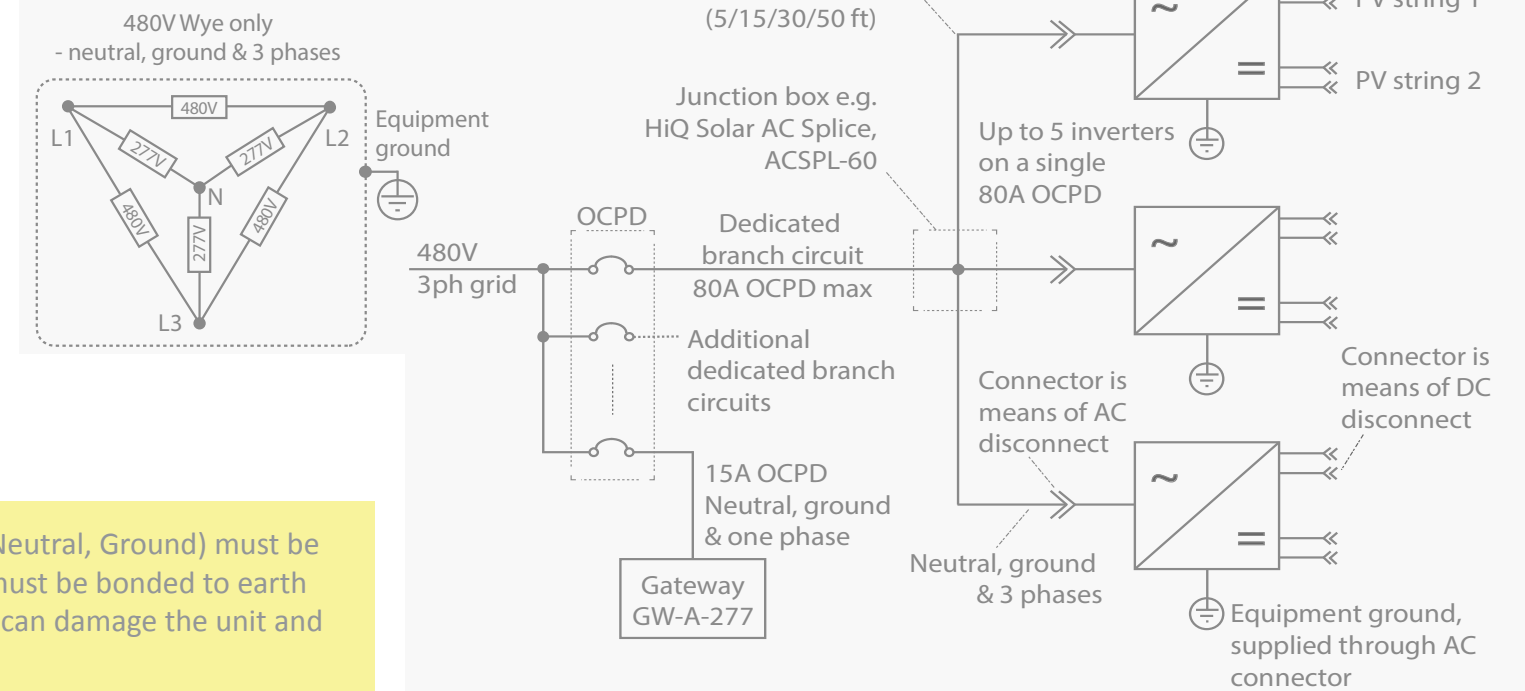 480V Wye only
- neutral, ground & 3 phases
480V
L1
L2
277V
277V
N
480V
277V
480V
L3
Equipment
ground
(5/15/30/50 ft)
Junction box e.g.
HiQ Solar AC Splice,
ACSPL-60
OCPD
480V
3ph grid
Dedicated
branch circuit
80A OCPD max
Additional
dedicated branch
circuits
15A OCPD
Neutral, ground
& one phase
Gateway
GW-A-277
Up to 5 inverters
on a single
80A OCPD
PV string 1
PV string 2
Connector is
means of AC
disconnect
Connector is
means of DC
disconnect
Neutral, ground
& 3 phases
Equipment ground,
supplied through AC
connector
Neutral, Ground) must be
must be bonded to earth
can damage the unit and